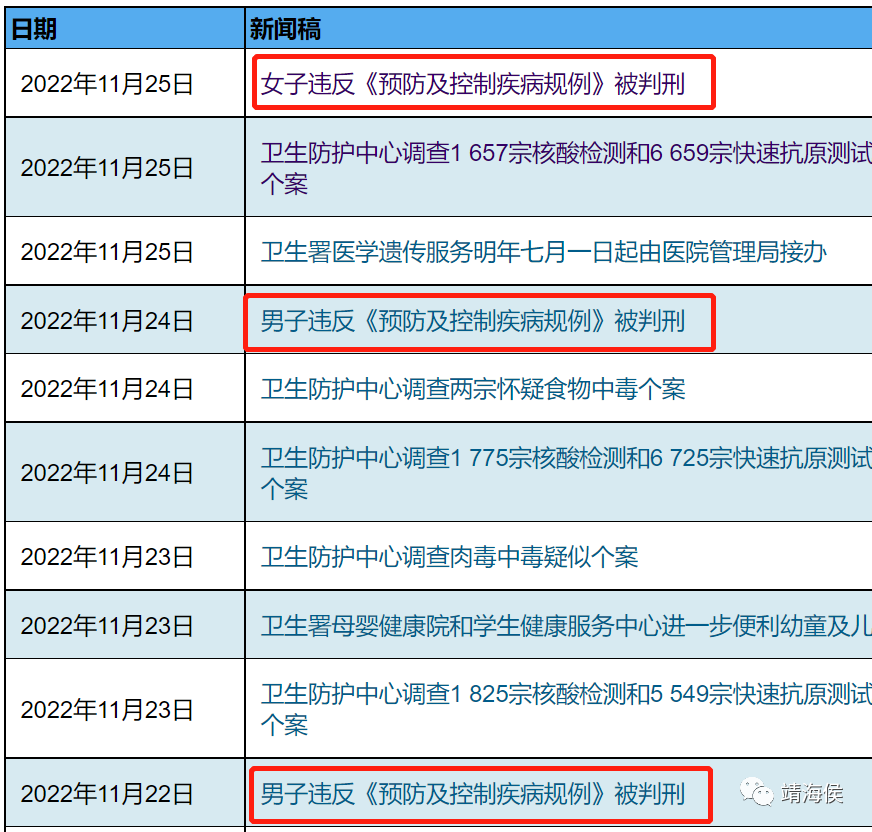 日期 新闻稿
2022年11月25日 女子违反《预防及控制疾病规例》被判刑
2022年11月25日 卫生防护中心调查1 657宗核酸检测和6 659宗快速抗原测试
个案
2022年11月25日 卫生署医学遗传服务明年七月一日起由医院管理局接办
2022年11月24日 男子违反《预防及控制疾病规例》被判刑
2022年11月24日 卫生防护中心调查两宗怀疑食物中毒个案
2022年11月24日 卫生防护中心调查1 775宗核酸检测和6 725宗快速抗原测试
个案
2022年11月23日 卫生防护中心调查肉毒中毒疑似个案
2022年11月23日 卫生署母婴健康院和学生健康服务中心进一步便利幼童及儿
2022年11月23日 卫生防护中心调查1 825宗核酸检测和5 549宗快速抗原测试
个案
2022年11月22日 男子违反《预防及控制疾病规例》被判刑
靖海侯